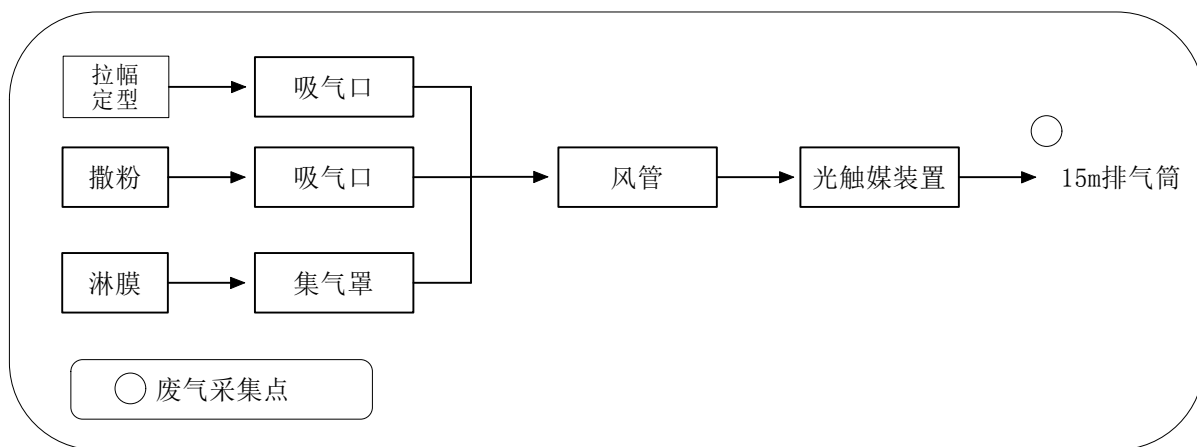 拉幅
定型
吸气口
撒粉
吸气口
风管
光触媒装置
15m排气筒
淋膜
集气罩
废气采集点